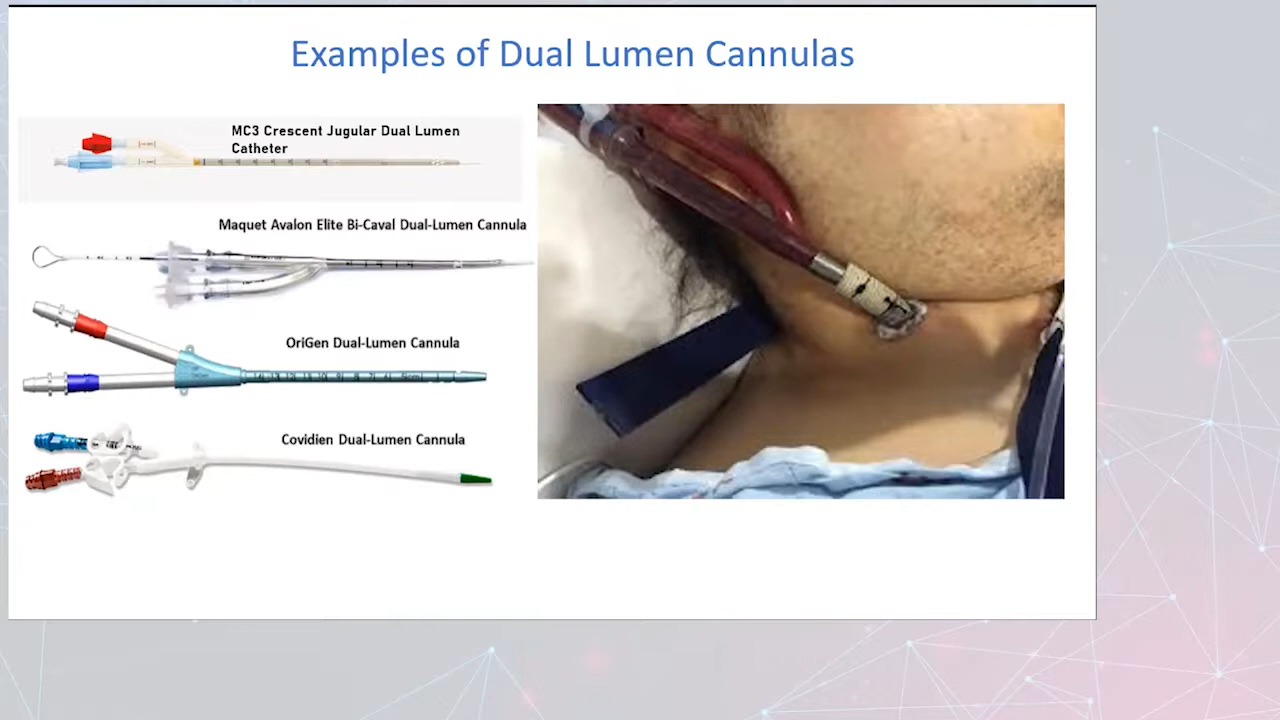 Examples of Dual Lumen Cannulas
MC3 Crescent Jugular Dual Lumen
Catheter
Maquet Avalon Elite Bi-Caval Dual-Lumen Cannula
OriGen Dual-Lumen Cannula
Covidien Dual-Lumen Cannula